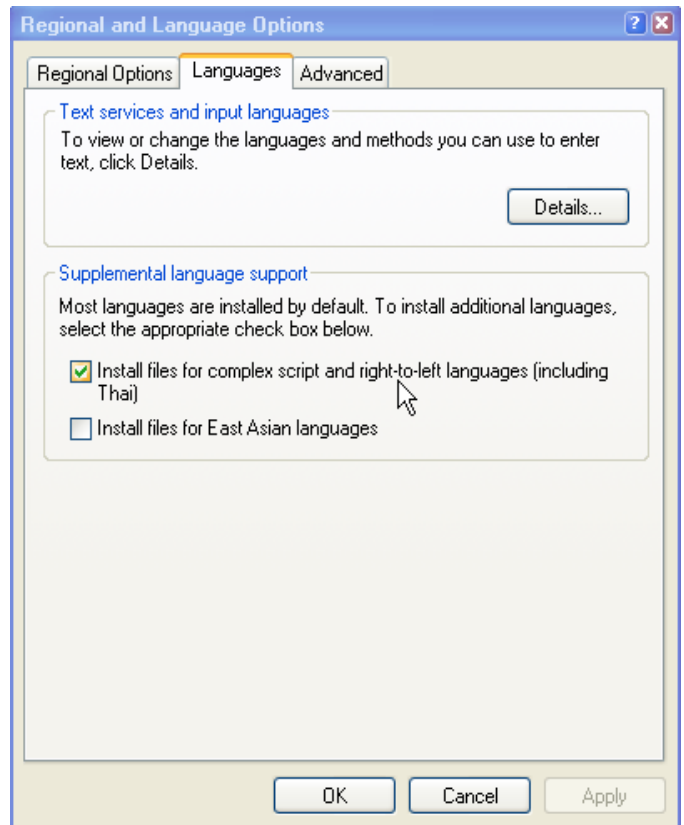 Regional and Language Options
Regional Options Languages Advanced
Text services and input languages
To view or change the languages and methods you can use to enter
text, click Details.
Details...
Supplemental language support
Most languages are installed by default. To install additional languages,
select the appropriate check box below.
Install files for complex script and right-to-left languages (including
Thai)
Install files for East Asian languages
OK Cancel Apply